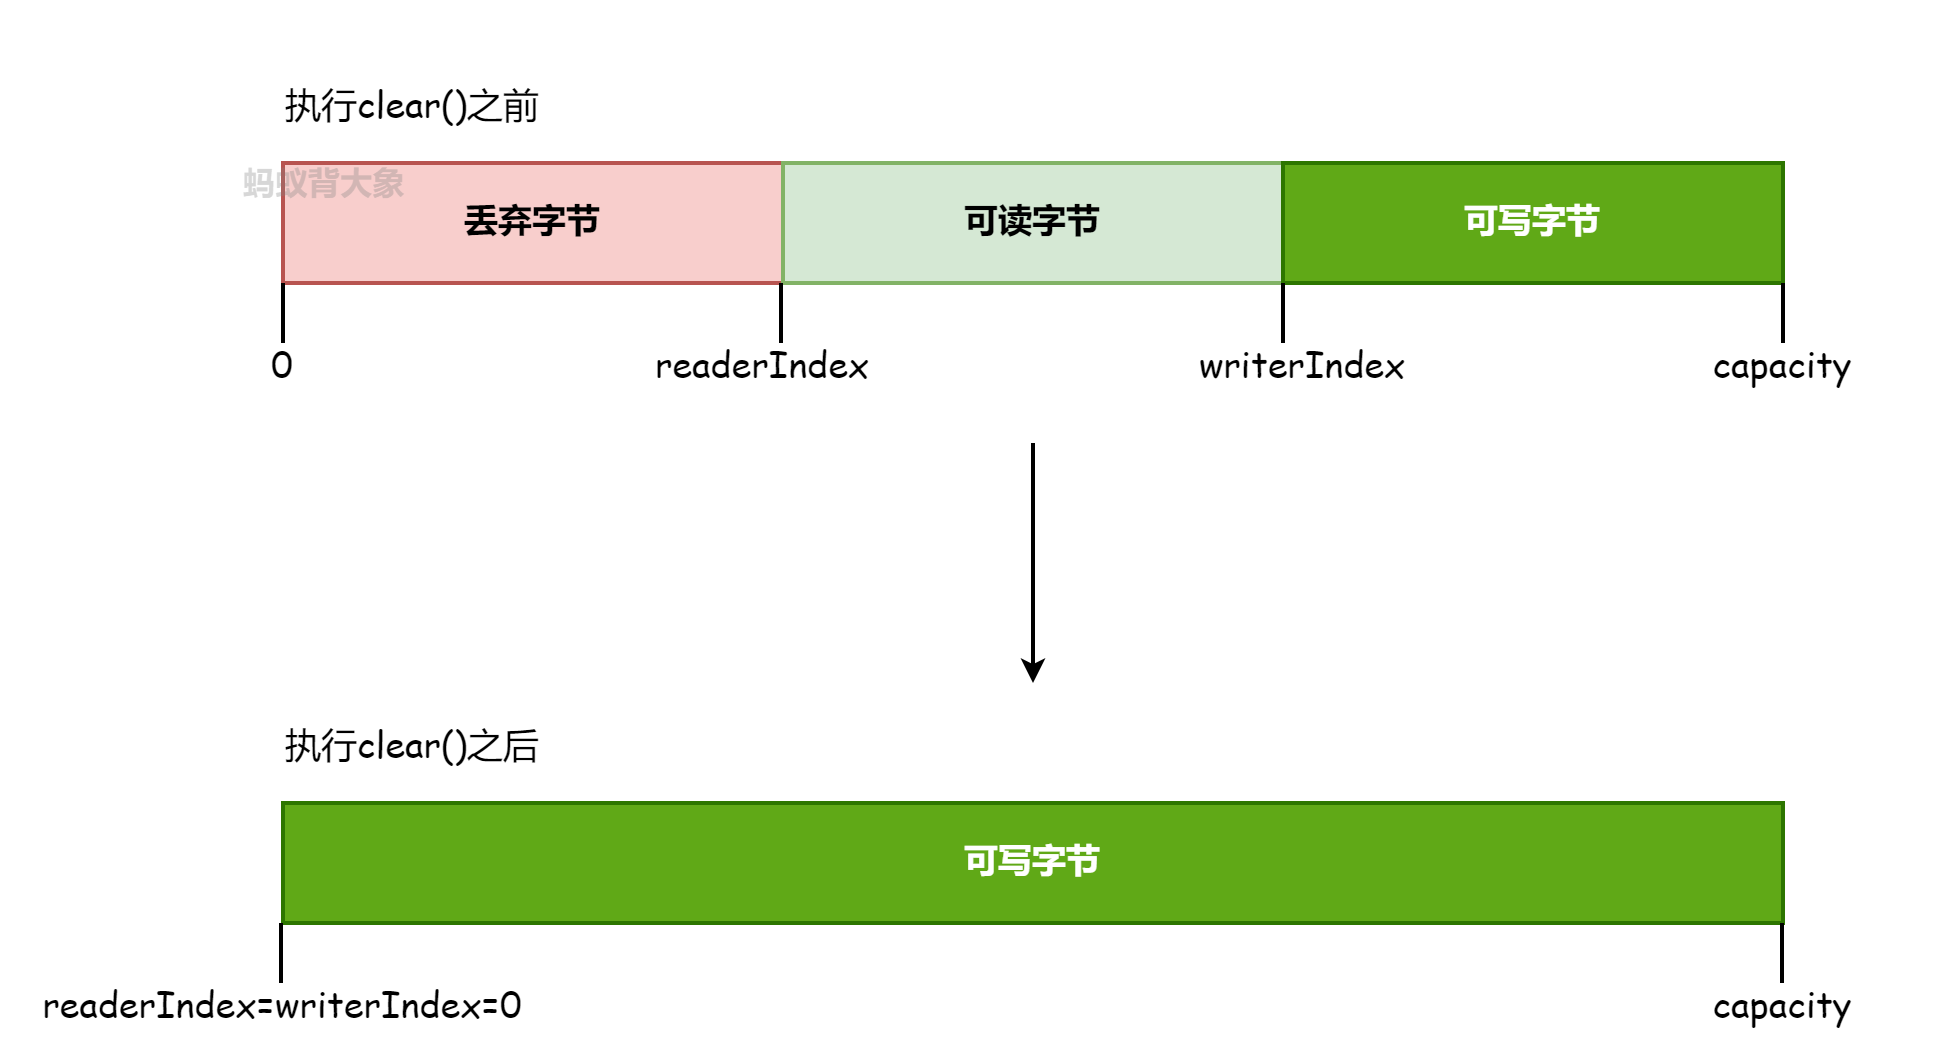 执行clear()之前
蚂蚁背大象
丢弃字节 可读字节 可写字节
0 readerIndex writerIndex capacity
执行clear()之后
可写字节
readerIndex=writerIndex=0 capacity